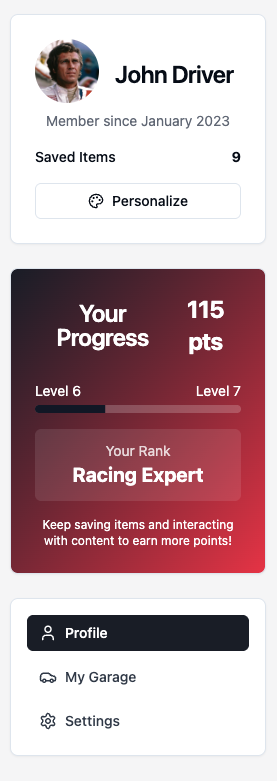 John Driver
Member since January 2023
Saved Items 9
Personalize
Your
Progress
115
pts
Level 6 Level 7
Your Rank
Racing Expert
Keep saving items and interacting
with content to earn more points!
Profile
My Garage
Settings